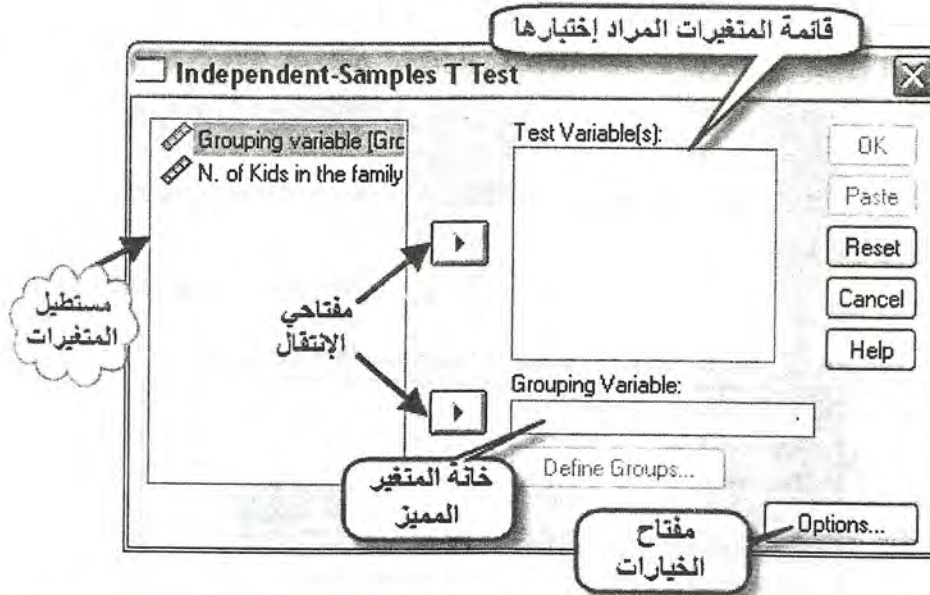 قائمة المتغيرات المراد إختبارها
Independent-Samples T Test
Grouping variable [Grc
N. of Kids in the family
Test Variable(s):
OK
Paste
Reset
Cancel
Help
مستطيل
المتغيرات
مفتاحي
الإنتقال
Grouping Variable:
Define Groups...
خانة المتغير
المميز
Options...
مفتاح
الخيارات